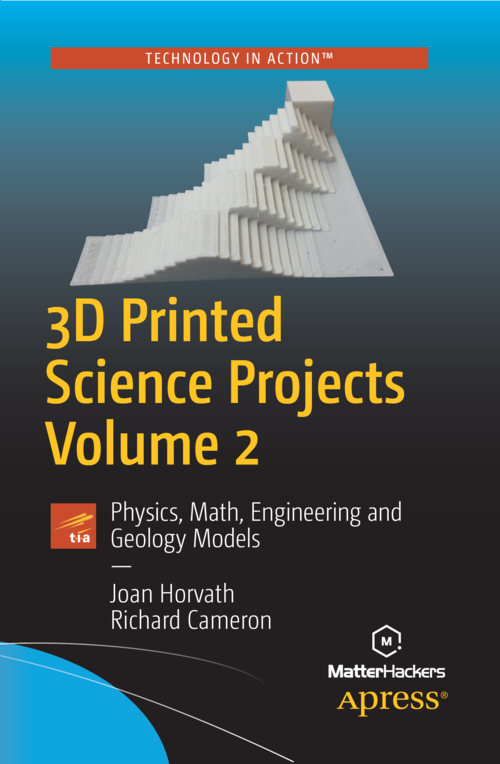 TECHNOLOGY IN ACTION™
3D Printed
Science Projects
Volume 2
tia
Physics, Math, Engineering and
Geology Models
—
Joan Horvath
Richard Cameron
M
MatterHackers
Apress®